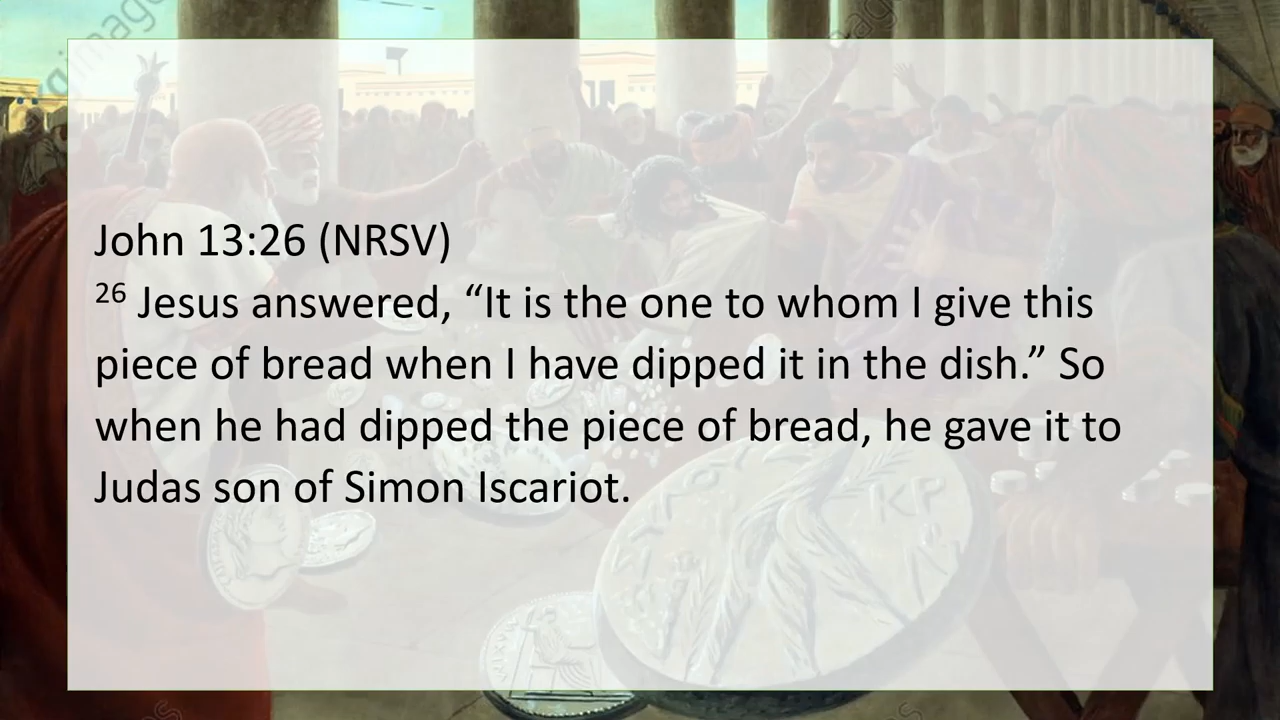 John 13:26 (NRSV)
26 Jesus answered, “It is the one to whom I give this
piece of bread when I have dipped it in the dish.” So
when he had dipped the piece of bread, he gave it to
Judas son of Simon Iscariot.